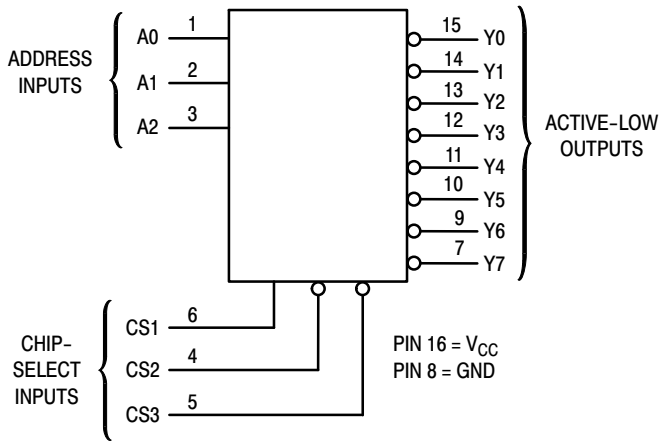 ADDRESS
INPUTS
A0 1
A1 2
A2 3
15 Y0
14 Y1
13 Y2
12 Y3
11 Y4
10 Y5
9 Y6
7 Y7
ACTIVE-LOW
OUTPUTS
CHIP-
SELECT
INPUTS
CS1 6
CS2 4
CS3 5
PIN 16 = VCC
PIN 8 = GND